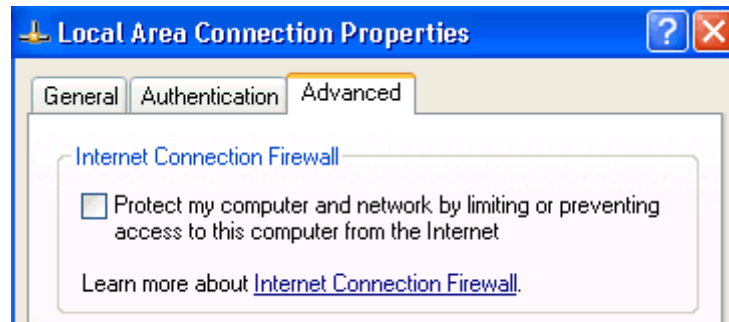 Local Area Connection Properties
General Authentication Advanced
Internet Connection Firewall
Protect my computer and network by limiting or preventing
access to this computer from the Internet
Learn more about Internet Connection Firewall.